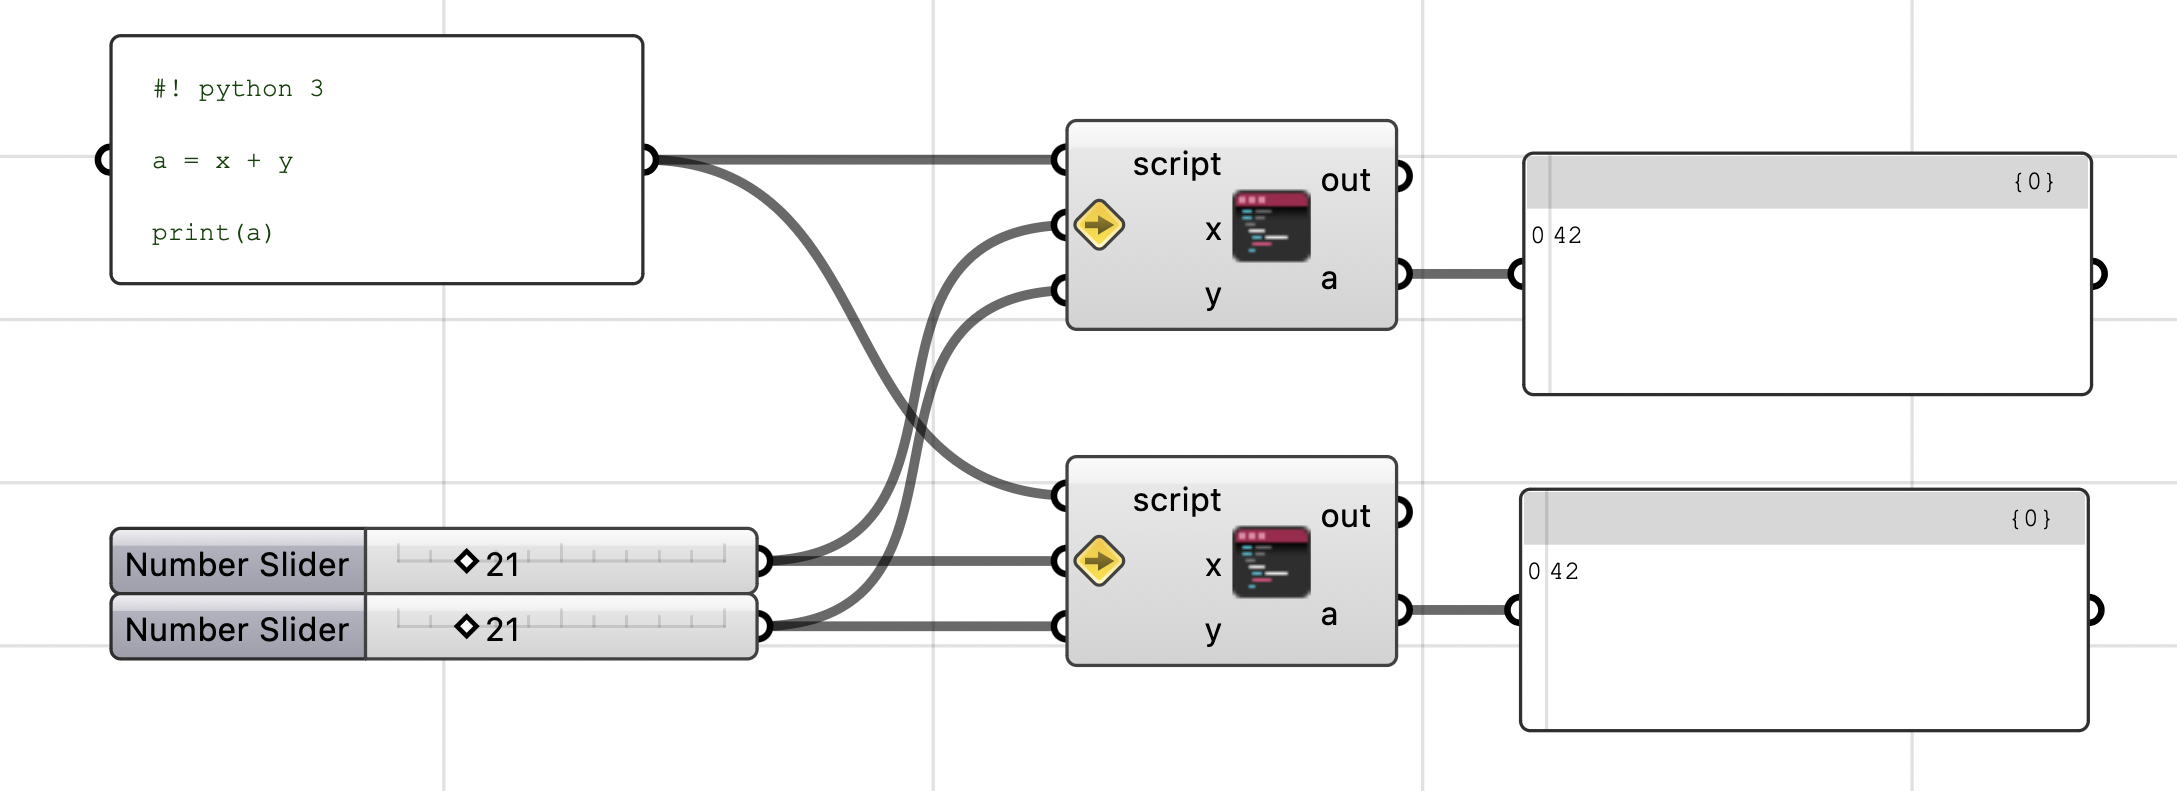 #! python 3
a = x + y
print(a)
Number Slider 21
Number Slider 21
script
x
y
out
a
{0}
0 42
script
x
y
out
a
{0}
0 42